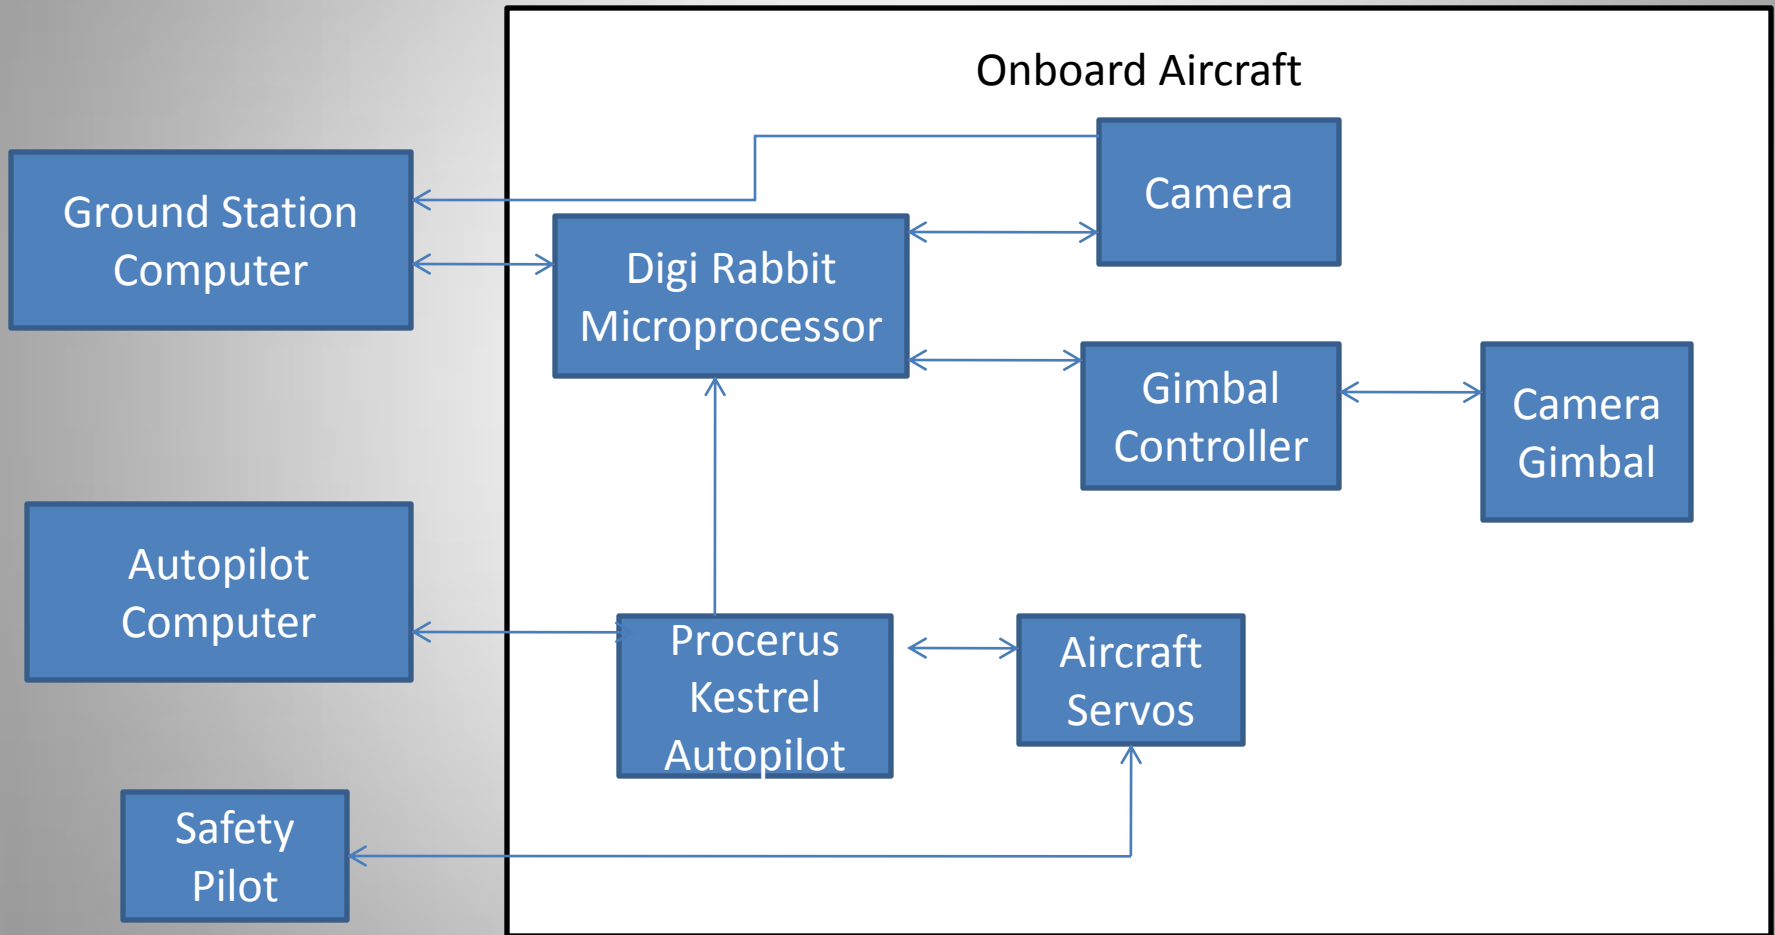 Onboard Aircraft
Ground Station
Computer
Camera
Digi Rabbit
Microprocessor
Gimbal
Controller
Camera
Gimbal
Autopilot
Computer
Procerus
Kestrel
Autopilot
Aircraft
Servos
Safety
Pilot